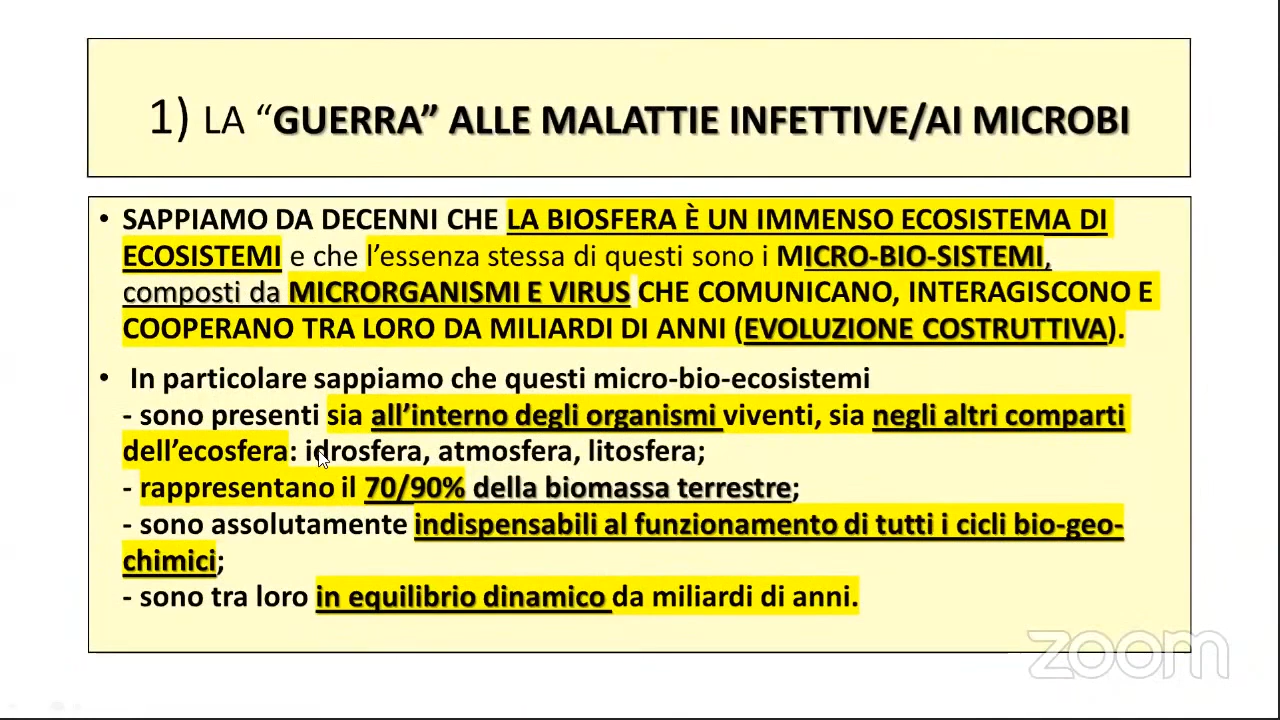 1) LA “GUERRA” ALLE MALATTIE INFETTIVE/AI MICROBI
• SAPPIAMO DA DECENNI CHE LA BIOSFERA È UN IMMENSO ECOSISTEMA DI
ECOSISTEMI e che l’essenza stessa di questi sono i MICRO-BIO-SISTEMI,
composti da MICRORGANISMI E VIRUS CHE COMUNICANO, INTERAGISCONO E
COOPERANO TRA LORO DA MILIARDI DI ANNI (EVOLUZIONE COSTRUTTIVA).
• In particolare sappiamo che questi micro-bio-ecosistemi
- sono presenti sia all’interno degli organismi viventi, sia negli altri comparti
dell’ecosfera: idrosfera, atmosfera, litosfera;
- rappresentano il 70/90% della biomassa terrestre;
- sono assolutamente indispensabili al funzionamento di tutti i cicli bio-geo-
chimici;
- sono tra loro in equilibrio dinamico da miliardi di anni.
zoom